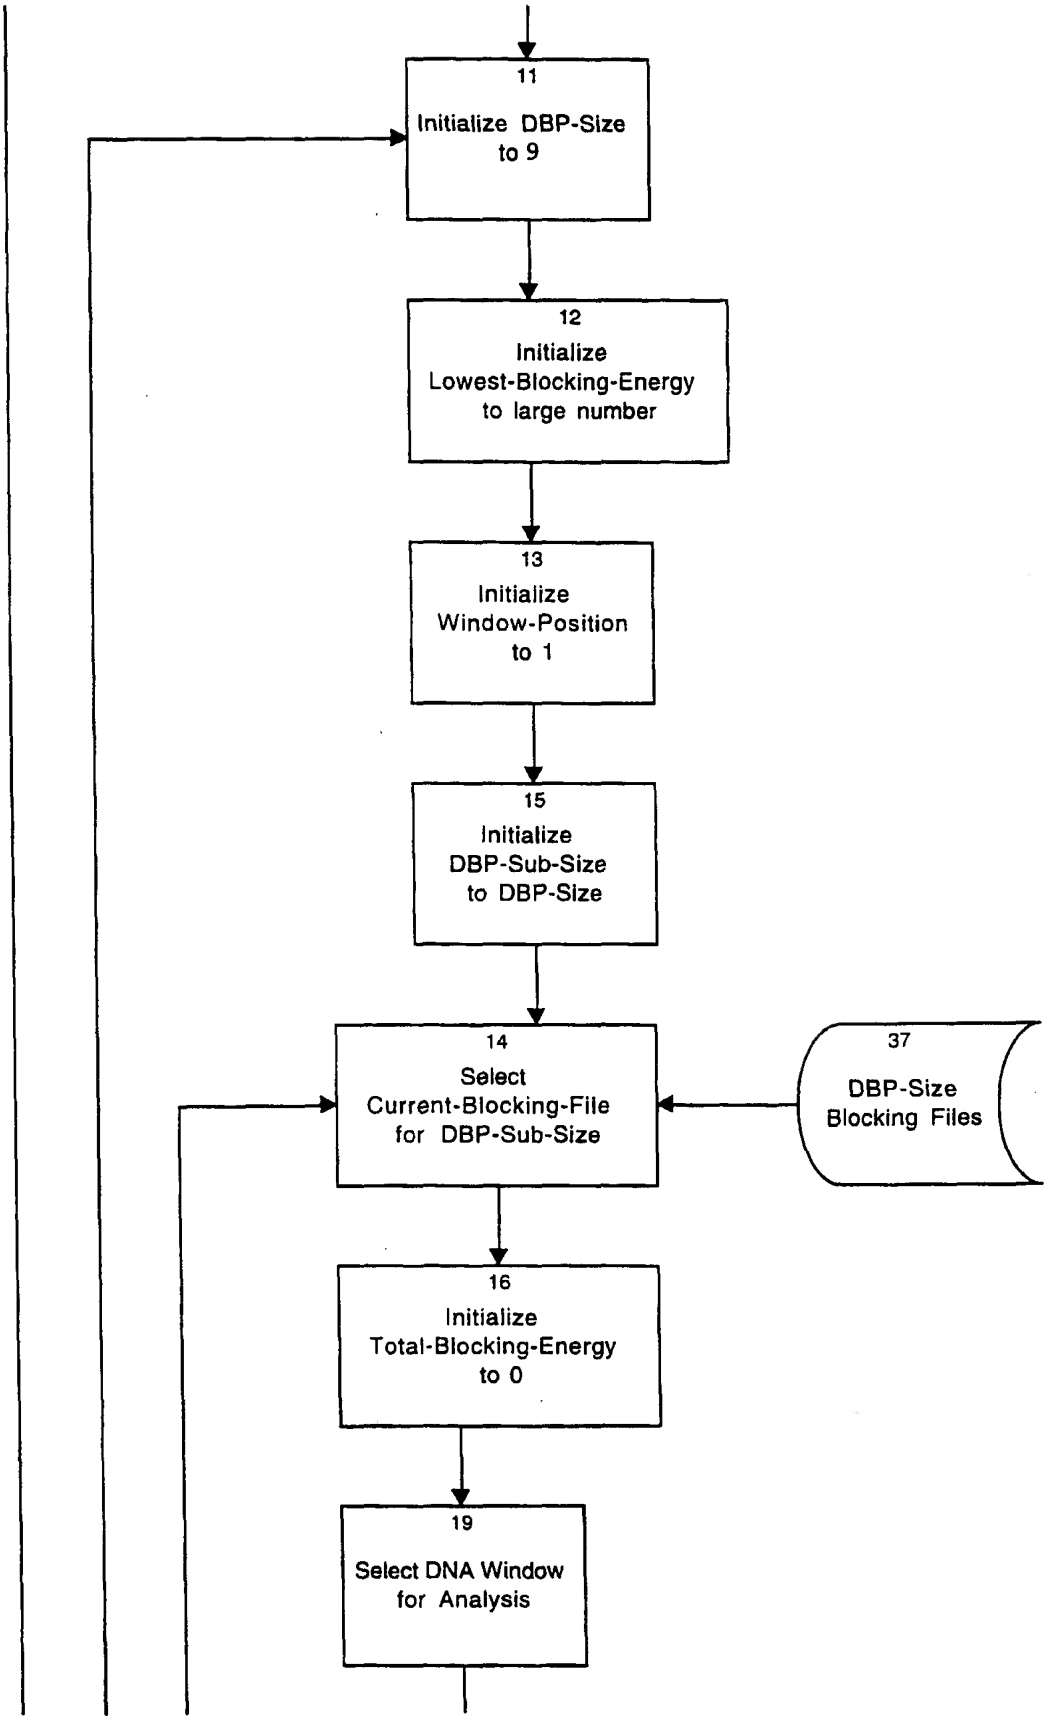 11
Initialize DBP-Size
to 9
12
Initialize
Lowest-Blocking-Energy
to large number
13
Initialize
Window-Position
to 1
15
Initialize
DBP-Sub-Size
to DBP-Size
14
Select
Current-Blocking-File
for DBP-Sub-Size
37
DBP-Size
Blocking Files
16
Initialize
Total-Blocking-Energy
to 0
19
Select DNA Window
for Analysis